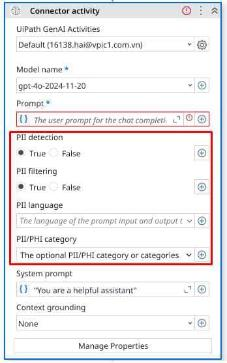 Connector activity
UiPath GenAI Activities
Default (16138.hai@vpic1.com.vn)
Model name *
gpt-4o-2024-11-20
Prompt *
The user prompt for the chat completi
PII detection
True False
PII filtering
True False
PII language
The language of the prompt input and output t
PII/PHI category
The optional PII/PHI category or categories
System prompt
"You are a helpful assistant"
Context grounding
None
Manage Properties